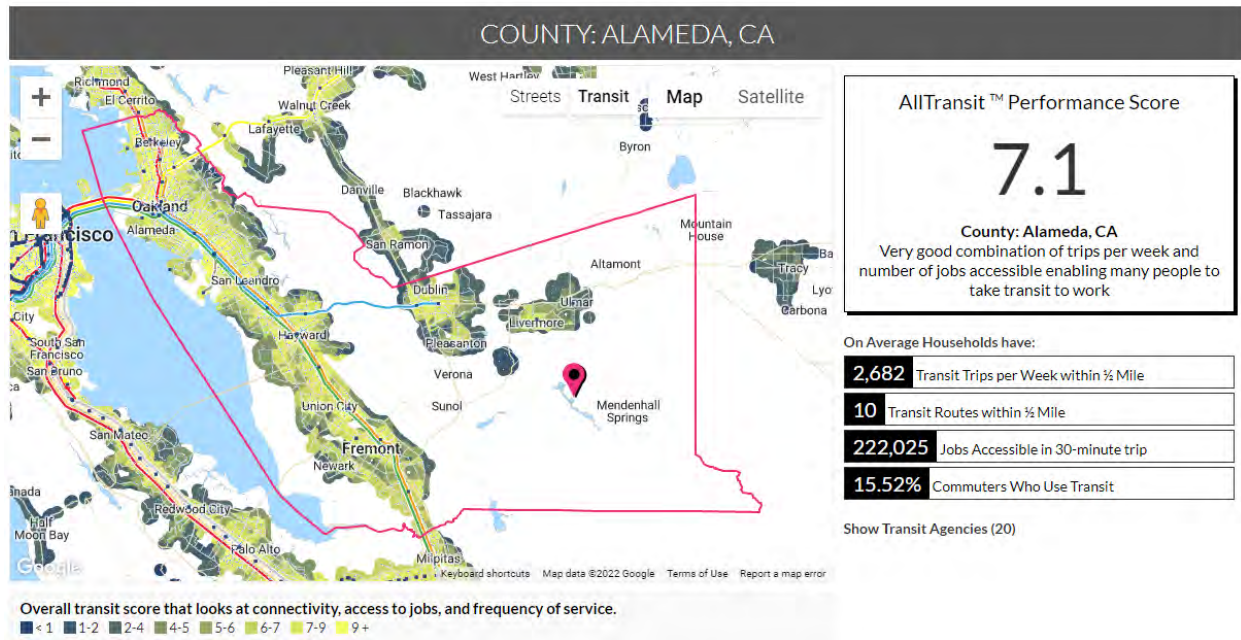 COUNTY: ALAMEDA, CA
Richmond
Pleasant Hill
West Hartley
El Cerrito
Walnut Creek
Streets Transit Map Satellite
Lafayette
Berkeley
Byron
Danville
Blackhawk
Oakland
Tassajara
Alameda
Mountain
House
San Ramon
Altamont
Tracy
San Leandro
Dublin
Ulmar
Carbona
City
Livermore
Hayward
South San
Francisco
Pleasanton
San Bruno
Verona
Union City
Sunol
Mendenhall
Springs
San Mateo
Fremont
Newark
Redwood City
Half
Moon Bay
Palo Alto
Milpitas
Google
Keyboard shortcuts Map data ©2022 Google Terms of Use Report a map error
Overall transit score that looks at connectivity, access to jobs, and frequency of service.
< 1 1-2 2-4 4-5 5-6 6-7 7-9 9 +
AllTransit ™ Performance Score
7.1
County: Alameda, CA
Very good combination of trips per week and
number of jobs accessible enabling many people to
take transit to work
On Average Households have:
2,682 Transit Trips per Week within ½ Mile
10 Transit Routes within ½ Mile
222,025 Jobs Accessible in 30-minute trip
15.52% Commuters Who Use Transit
Show Transit Agencies (20)